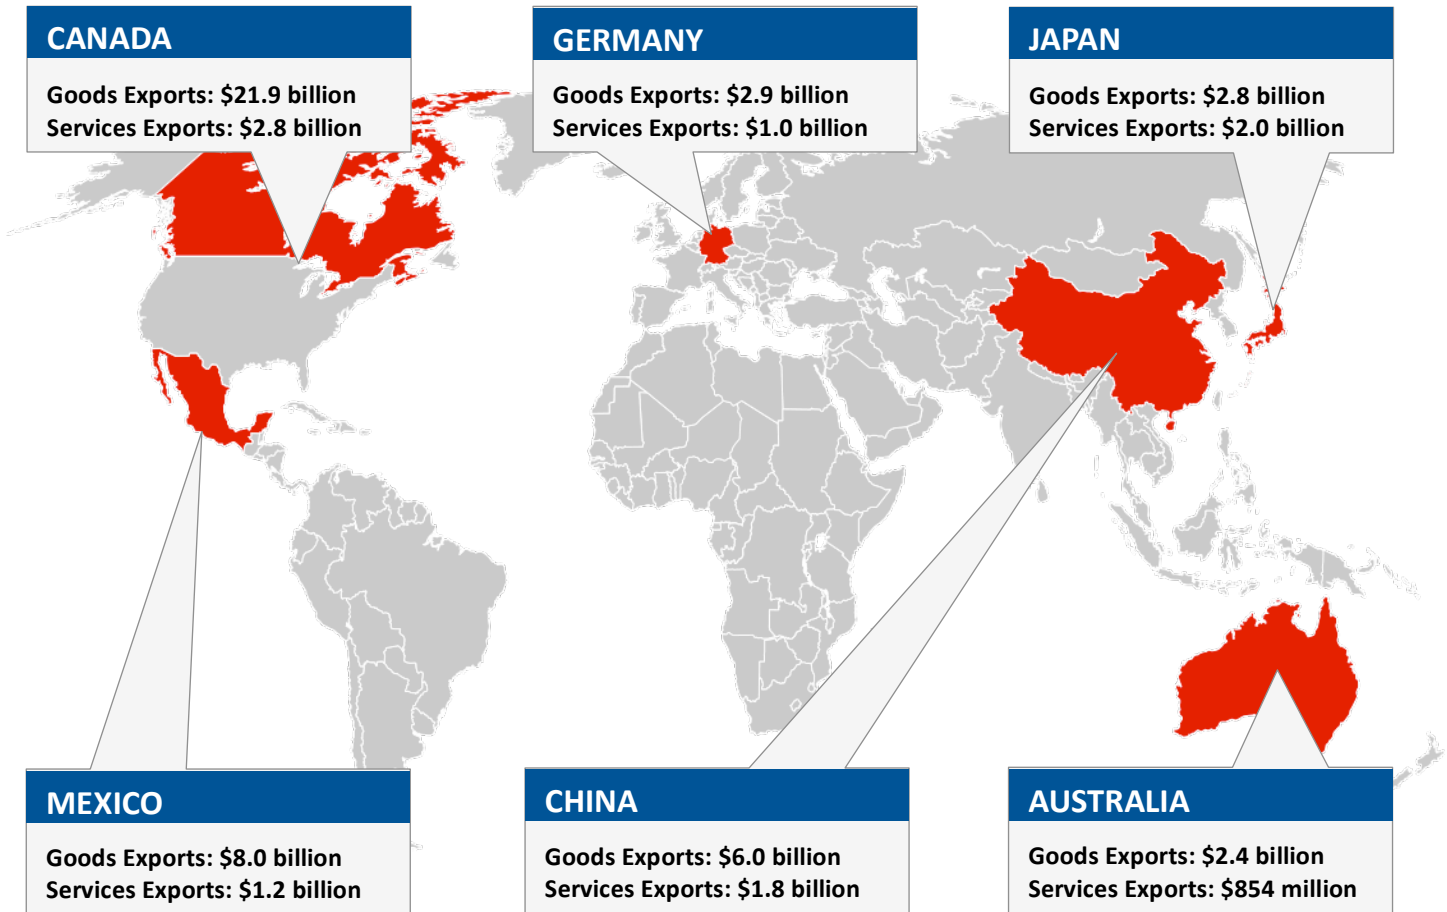 CANADA
Goods Exports: $21.9 billion
Services Exports: $2.8 billion
GERMANY
Goods Exports: $2.9 billion
Services Exports: $1.0 billion
JAPAN
Goods Exports: $2.8 billion
Services Exports: $2.0 billion
MEXICO
Goods Exports: $8.0 billion
Services Exports: $1.2 billion
CHINA
Goods Exports: $6.0 billion
Services Exports: $1.8 billion
AUSTRALIA
Goods Exports: $2.4 billion
Services Exports: $854 million